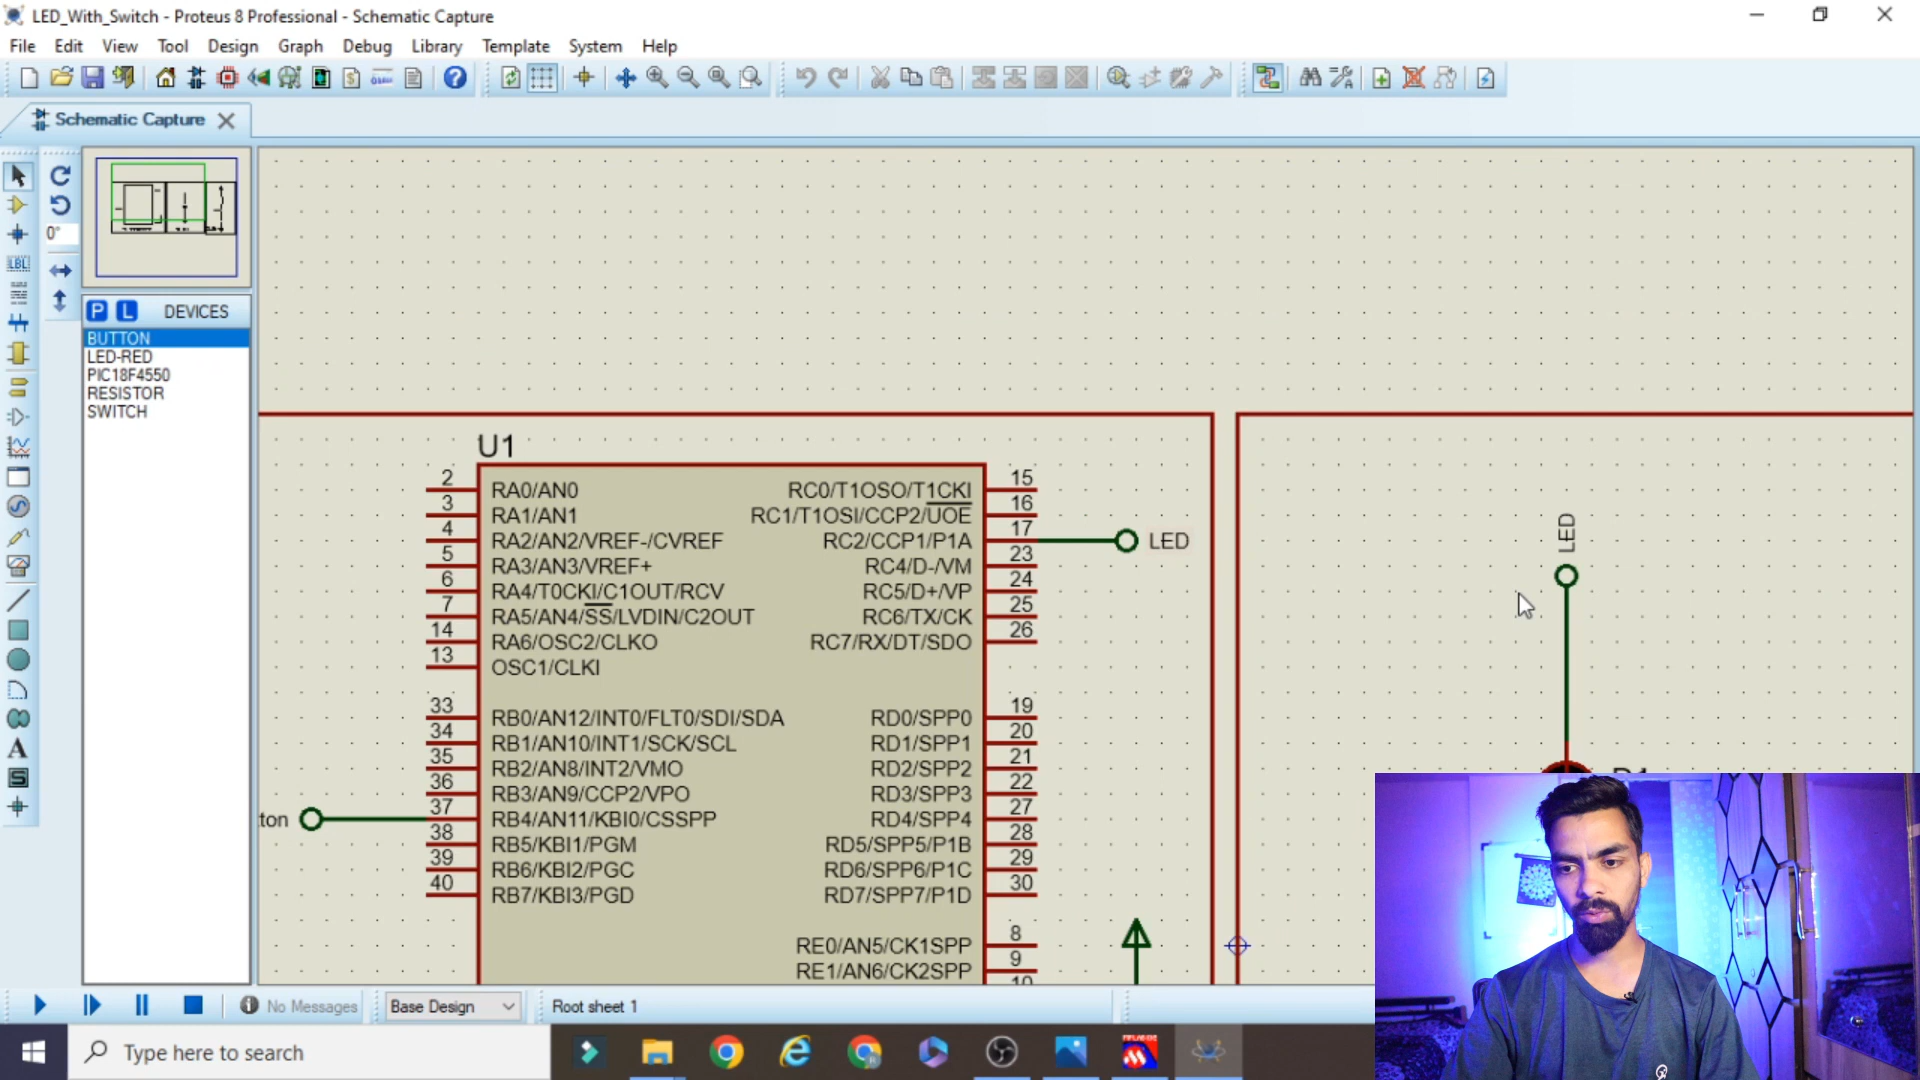 LED_With_Switch - Proteus 8 Professional - Schematic Capture
File Edit View Tool Design Graph Debug Library Template System Help
Schematic Capture
0°
LBL
P L DEVICES
BUTTON
LED-RED
PIC18F4550
RESISTOR
SWITCH
A
S
U1
2 RA0/AN0 RC0/T1OSO/T1CKI 15
3 RA1/AN1 RC1/T1OSI/CCP2/UOE 16
4 RA2/AN2/VREF-/CVREF RC2/CCP1/P1A 17 LED
5 RA3/AN3/VREF+ RC4/D-/VM 23
6 RA4/T0CKI/C1OUT/RCV RC5/D+/VP 24
7 RA5/AN4/SS/LVDIN/C2OUT RC6/TX/CK 25
14 RA6/OSC2/CLKO RC7/RX/DT/SDO 26
13 OSC1/CLKI
33 RB0/AN12/INT0/FLT0/SDI/SDA RD0/SPP0 19
34 RB1/AN10/INT1/SCK/SCL RD1/SPP1 20
35 RB2/AN8/INT2/VMO RD2/SPP2 21
36 RB3/AN9/CCP2/VPO RD3/SPP3 22
ton 37 RB4/AN11/KBI0/CSSPP RD4/SPP4 27
38 RB5/KBI1/PGM RD5/SPP5/P1B 28
39 RB6/KBI2/PGC RD6/SPP6/P1C 29
40 RB7/KBI3/PGD RD7/SPP7/P1D 30
RE0/AN5/CK1SPP 8
RE1/AN6/CK2SPP 9
LED
No Messages Base Design Root sheet 1
Type here to search